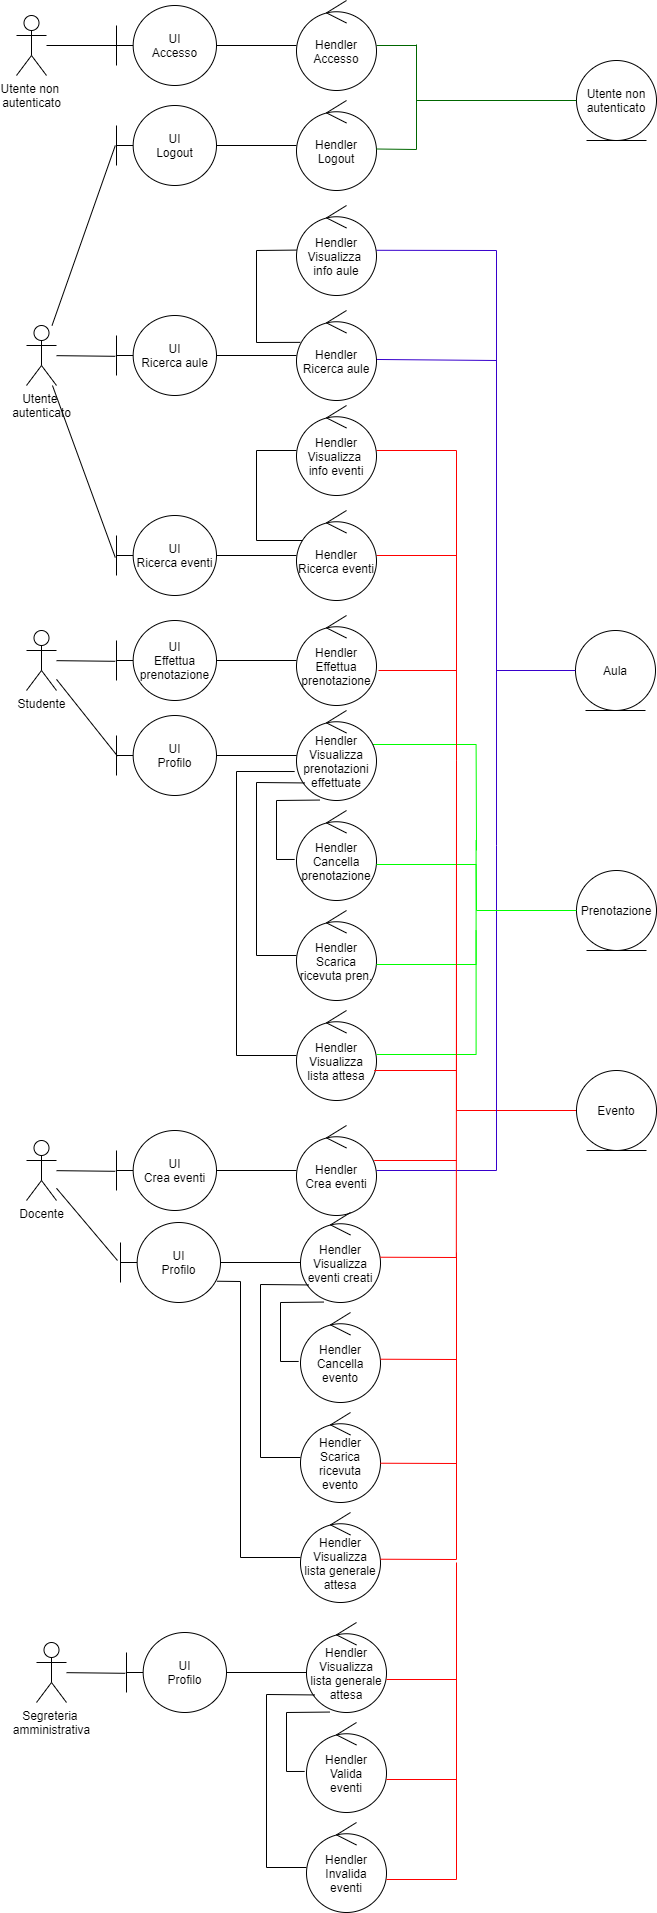 UI
Accesso
Hendler
Accesso
Utente non
autenticato
Utente non
autenticato
UI
Logout
Hendler
Logout
Hendler
Visualizza
info aule
UI
Ricerca aule
Hendler
Ricerca aule
Utente
autenticato
Hendler
Visualizza
info eventi
UI
Ricerca eventi
Hendler
Ricerca eventi
UI
Effettua
prenotazione
Hendler
Effettua
prenotazione
Aula
Studente
UI
Profilo
Hendler
Visualizza
prenotazioni
effettuate
Hendler
Cancella
prenotazione
Prenotazione
Hendler
Scarica
ricevuta pren.
Hendler
Visualizza
lista attesa
Evento
UI
Crea eventi
Hendler
Crea eventi
Docente
UI
Profilo
Hendler
Visualizza
eventi creati
Hendler
Cancella
evento
Hendler
Scarica
ricevuta
evento
Hendler
Visualizza
lista generale
attesa
UI
Profilo
Hendler
Visualizza
lista generale
attesa
Segreteria
amministrativa
Hendler
Valida
eventi
Hendler
Invalida
eventi